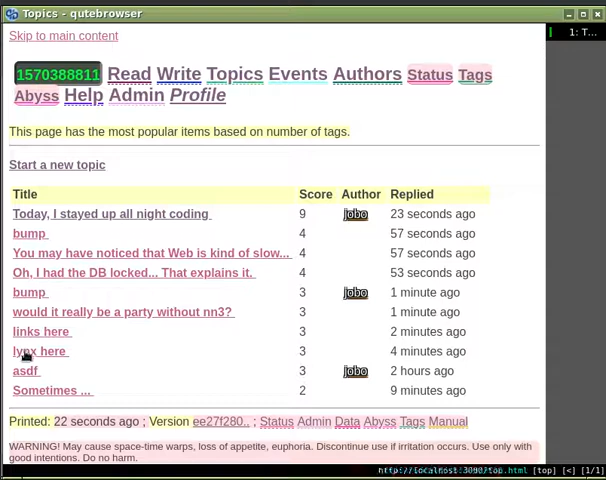 Topics - qutebrowser
1: T...
Skip to main content
1570388811 Read Write Topics Events Authors Status Tags
Abyss Help Admin Profile
This page has the most popular items based on number of tags.
Start a new topic
Title Score Author Replied
Today, I stayed up all night coding 9 jobo 23 seconds ago
bump 4 57 seconds ago
You may have noticed that Web is kind of slow... 4 57 seconds ago
Oh, I had the DB locked... That explains it. 4 53 seconds ago
bump 3 jobo 1 minute ago
would it really be a party without nn3? 3 1 minute ago
links here 3 2 minutes ago
lynx here 3 4 minutes ago
asdf 3 jobo 2 hours ago
Sometimes ... 2 9 minutes ago
Printed: 22 seconds ago ; Version ee27f280.. ; Status Admin Data Abyss Tags Manual
WARNING! May cause space-time warps, loss of appetite, euphoria. Discontinue use if irritation occurs. Use only with
good intentions. Do no harm.
[top] [<] [1/1]